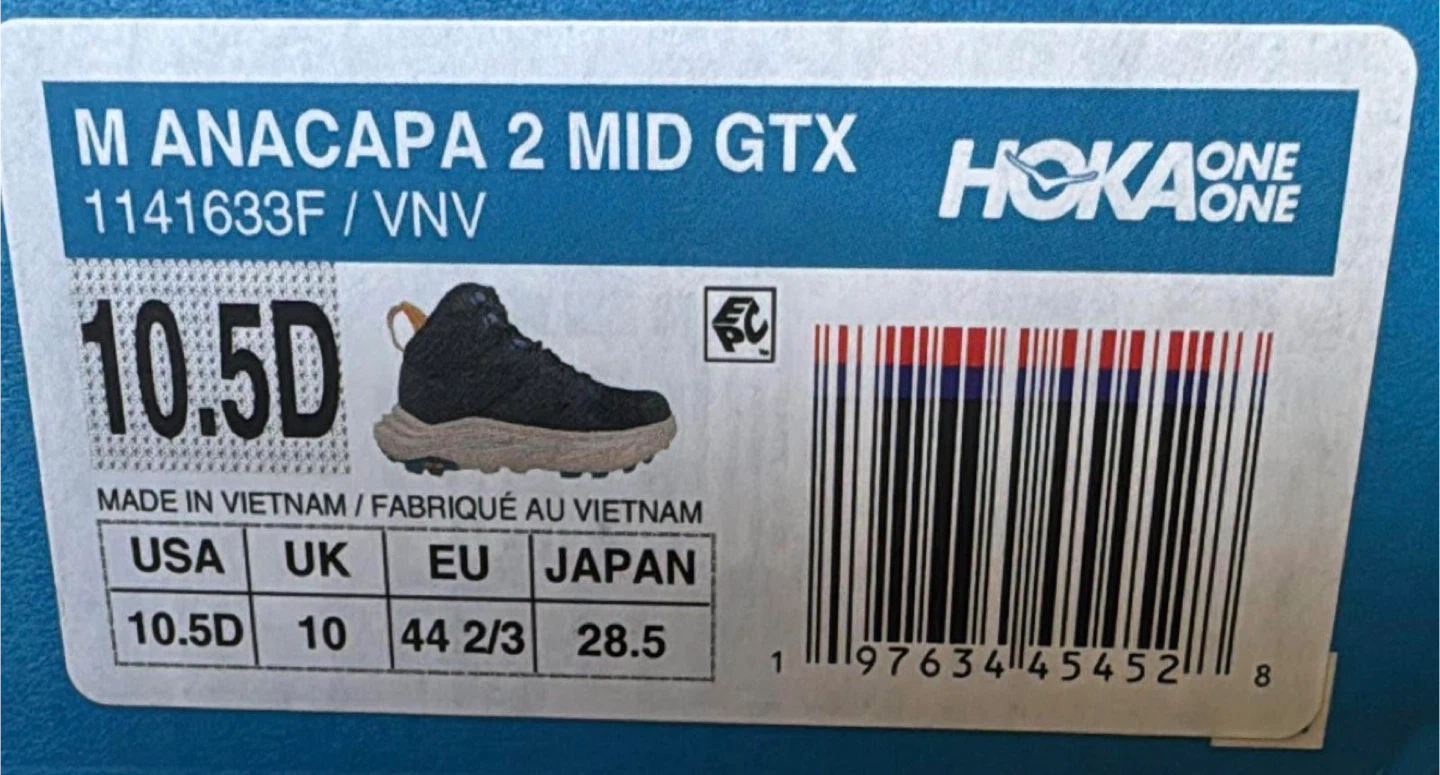 M ANACAPA 2 MID GTX
1141633F / VNV
HOKA ONE ONE
10.5D
EPC
MADE IN VIETNAM / FABRIQUÉ AU VIETNAM
USA UK EU JAPAN
10.5D 10 44 2/3 28.5
1 97634 45452 8